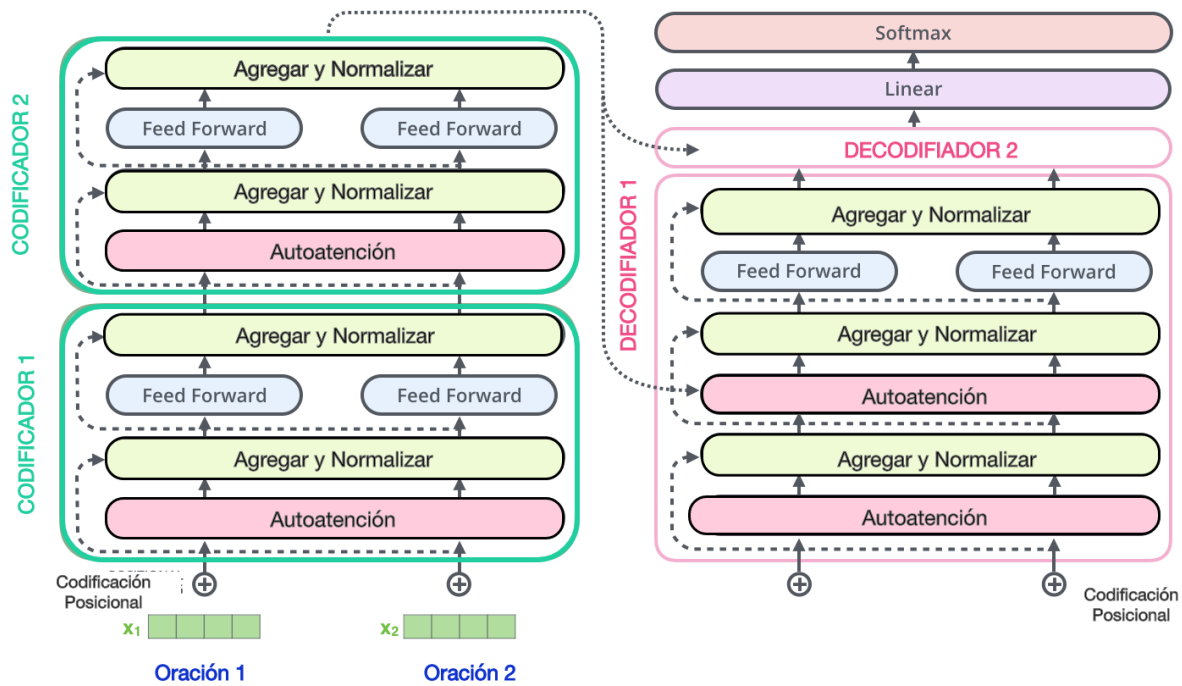 CODIFICADOR 2
Agregar y Normalizar
Feed Forward
Feed Forward
Agregar y Normalizar
Autoatención
CODIFICADOR 1
Agregar y Normalizar
Feed Forward
Feed Forward
Agregar y Normalizar
Autoatención
Codificación
Posicional
x₁
x₂
Oración 1
Oración 2
Softmax
Linear
DECODIFIADOR 2
DECODIFIADOR 1
Agregar y Normalizar
Feed Forward
Feed Forward
Agregar y Normalizar
Autoatención
Agregar y Normalizar
Autoatención
Codificación
Posicional